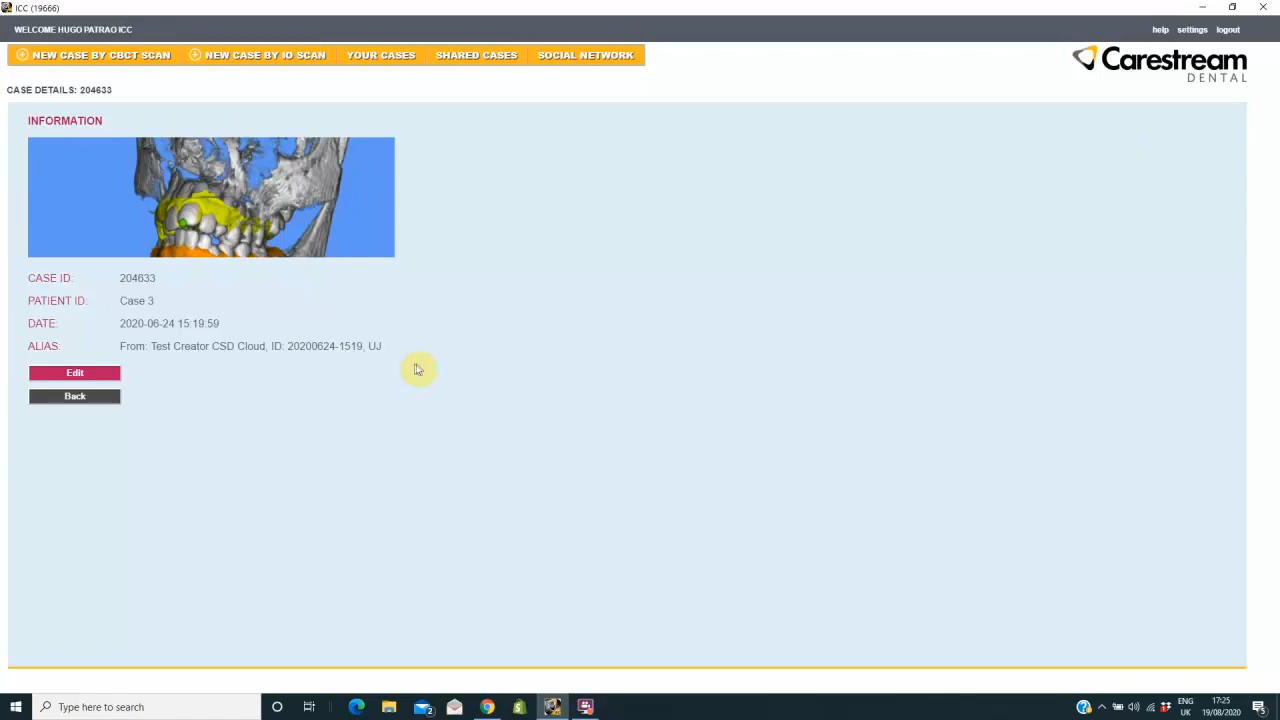 ICC (19666)
WELCOME HUGO PATRAO ICC
help settings logout
NEW CASE BY CBCT SCAN NEW CASE BY IO SCAN YOUR CASES SHARED CASES SOCIAL NETWORK
Carestream
DENTAL
CASE DETAILS: 204633
INFORMATION
CASE ID: 204633
PATIENT ID: Case 3
DATE: 2020-06-24 15:19:59
ALIAS: From: Test Creator CSD Cloud, ID: 20200624-1519, UJ
Edit
Back
Type here to search
2
ENG 17:25
UK 19/08/2020
5